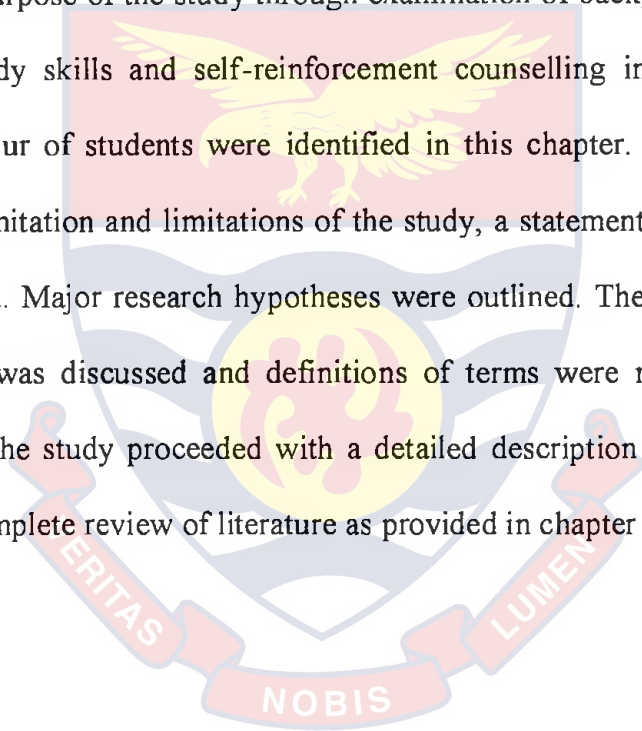 rpose of the study through examination of back
dy skills and self-reinforcement counselling in
ur of students were identified in this chapter.
nitation and limitations of the study, a statement
. Major research hypotheses were outlined. The
was discussed and definitions of terms were r
he study proceeded with a detailed description
mplete review of literature as provided in chapter
VERITAS
NOBIS
LUMEN